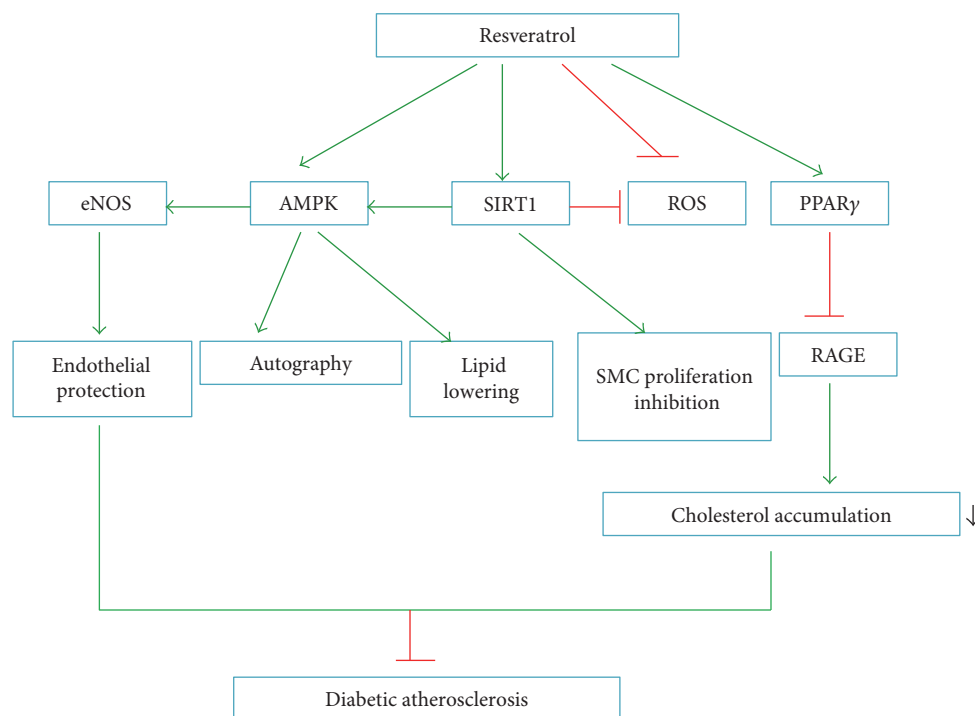 Resveratrol
eNOS
AMPK
SIRT1
ROS
PPARγ
Endothelial
protection
Autography
Lipid
lowering
SMC proliferation
inhibition
RAGE
Cholesterol accumulation ↓
Diabetic atherosclerosis